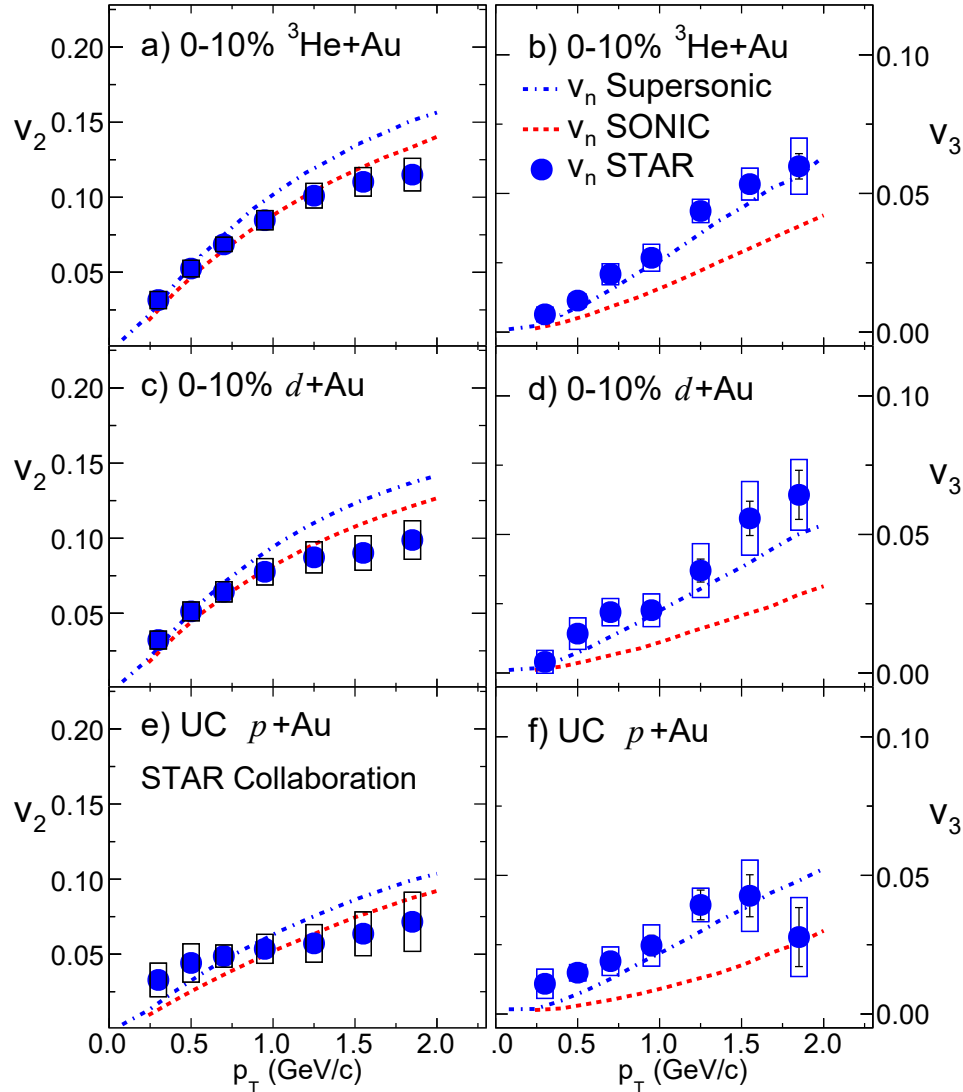 a) 0-10% ³He+Au
b) 0-10% ³He+Au
vₙ Supersonic
vₙ SONIC
vₙ STAR
v₂
0.20
0.15
0.10
0.05
0.10
0.05
0.00
v₃
c) 0-10% d+Au
d) 0-10% d+Au
v₂
0.20
0.15
0.10
0.05
0.10
0.05
0.00
v₃
e) UC p+Au
STAR Collaboration
f) UC p+Au
v₂
0.20
0.15
0.10
0.05
0.10
0.05
0.00
v₃
0.0 0.5 1.0 1.5 2.0
0.0 0.5 1.0 1.5 2.0
p_T (GeV/c)
p_T (GeV/c)